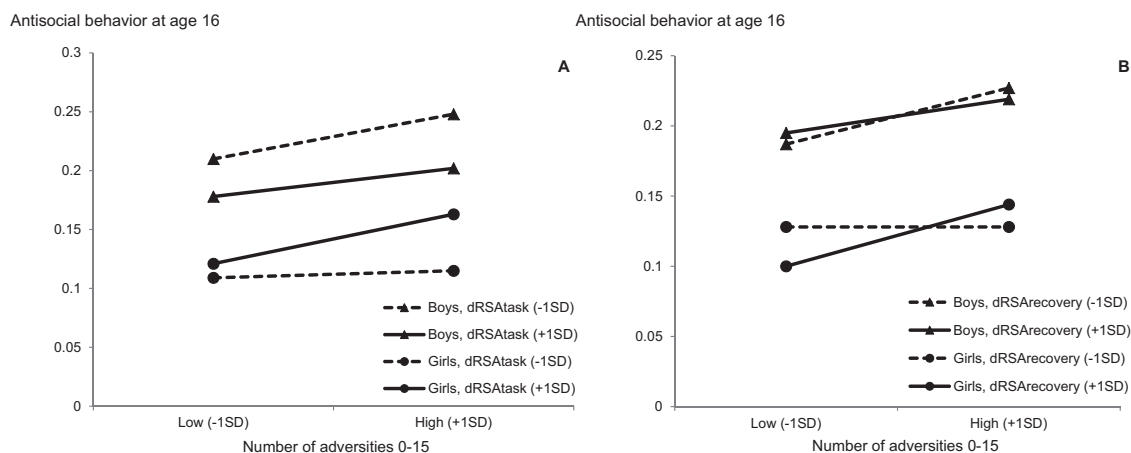 Antisocial behavior at age 16
A
0.3
0.25
0.2
0.15
0.1
0.05
0
Boys, dRSAtask (-1SD)
Boys, dRSAtask (+1SD)
Girls, dRSAtask (-1SD)
Girls, dRSAtask (+1SD)
Low (-1SD) High (+1SD)
Number of adversities 0-15
Antisocial behavior at age 16
B
0.25
0.2
0.15
0.1
0.05
0
Boys, dRSArecovery (-1SD)
Boys, dRSArecovery (+1SD)
Girls, dRSArecovery (-1SD)
Girls, dRSArecovery (+1SD)
Low (-1SD) High (+1SD)
Number of adversities 0-15